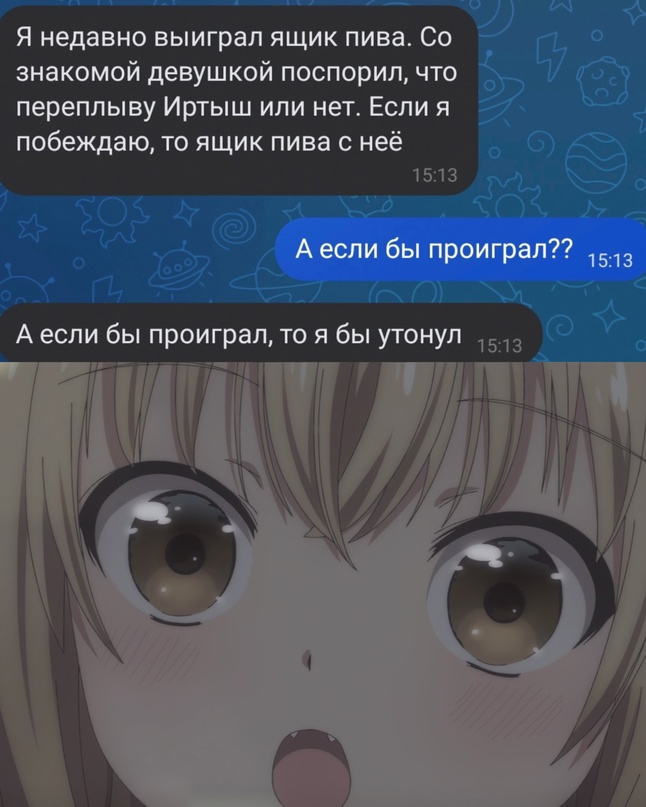 Я недавно выиграл ящик пива. Со
знакомой девушкой поспорил, что
переплыву Иртыш или нет. Если я
побеждаю, то ящик пива с неё
15:13
А если бы проиграл?? 15:13
А если бы проиграл, то я бы утонул 15:13